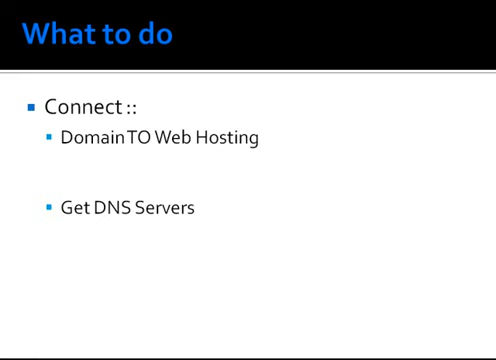 What to do
Connect ::
Domain TO Web Hosting
Get DNS Servers